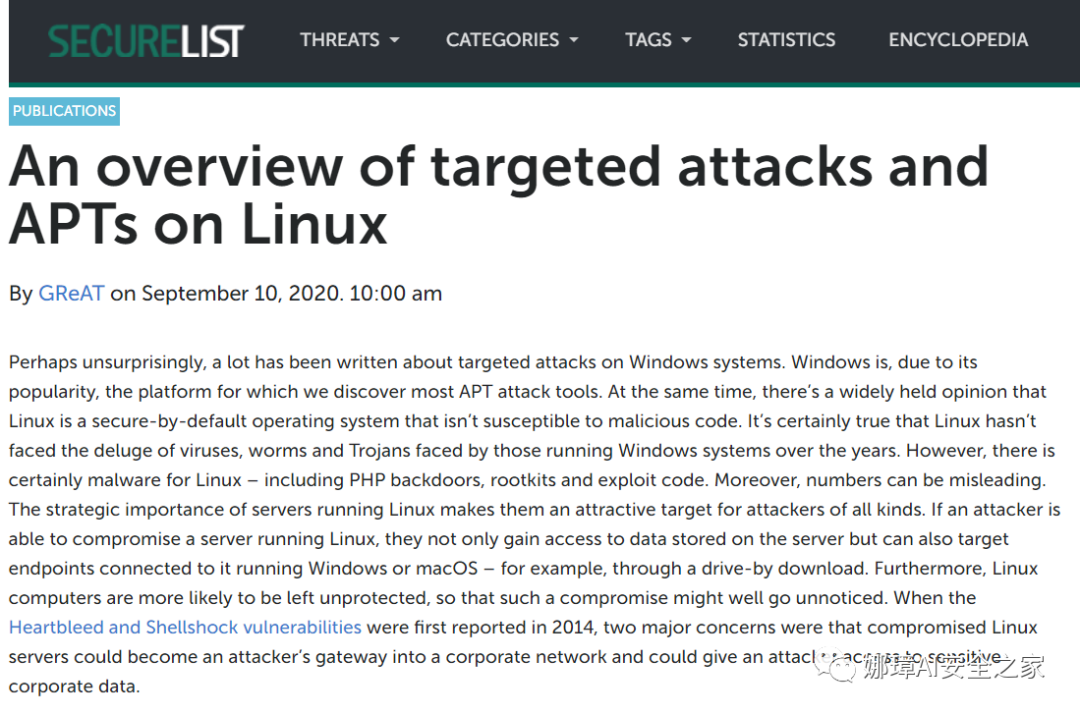 SECURELIST THREATS CATEGORIES TAGS STATISTICS ENCYCLOPEDIA
PUBLICATIONS
An overview of targeted attacks and
APTs on Linux
By GReAT on September 10, 2020. 10:00 am
Perhaps unsurprisingly, a lot has been written about targeted attacks on Windows systems. Windows is, due to its
popularity, the platform for which we discover most APT attack tools. At the same time, there’s a widely held opinion that
Linux is a secure-by-default operating system that isn’t susceptible to malicious code. It’s certainly true that Linux hasn’t
faced the deluge of viruses, worms and Trojans faced by those running Windows systems over the years. However, there is
certainly malware for Linux – including PHP backdoors, rootkits and exploit code. Moreover, numbers can be misleading.
The strategic importance of servers running Linux makes them an attractive target for attackers of all kinds. If an attacker is
able to compromise a server running Linux, they not only gain access to data stored on the server but can also target
endpoints connected to it running Windows or macOS – for example, through a drive-by download. Furthermore, Linux
computers are more likely to be left unprotected, so that such a compromise might well go unnoticed. When the
Heartbleed and Shellshock vulnerabilities were first reported in 2014, two major concerns were that compromised Linux
servers could become an attacker’s gateway into a corporate network and could give an attacker access to sensitive
corporate data.
娜璋AI安全之家